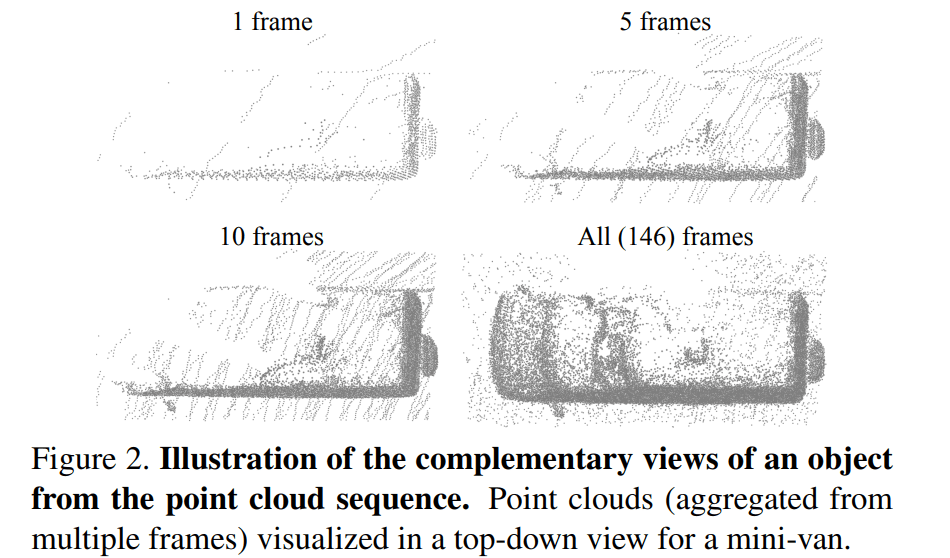 1 frame
5 frames
10 frames
All (146) frames
Figure 2. Illustration of the complementary views of an object
from the point cloud sequence. Point clouds (aggregated from
multiple frames) visualized in a top-down view for a mini-van.